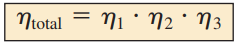 η_total = η₁ · η₂ · η₃